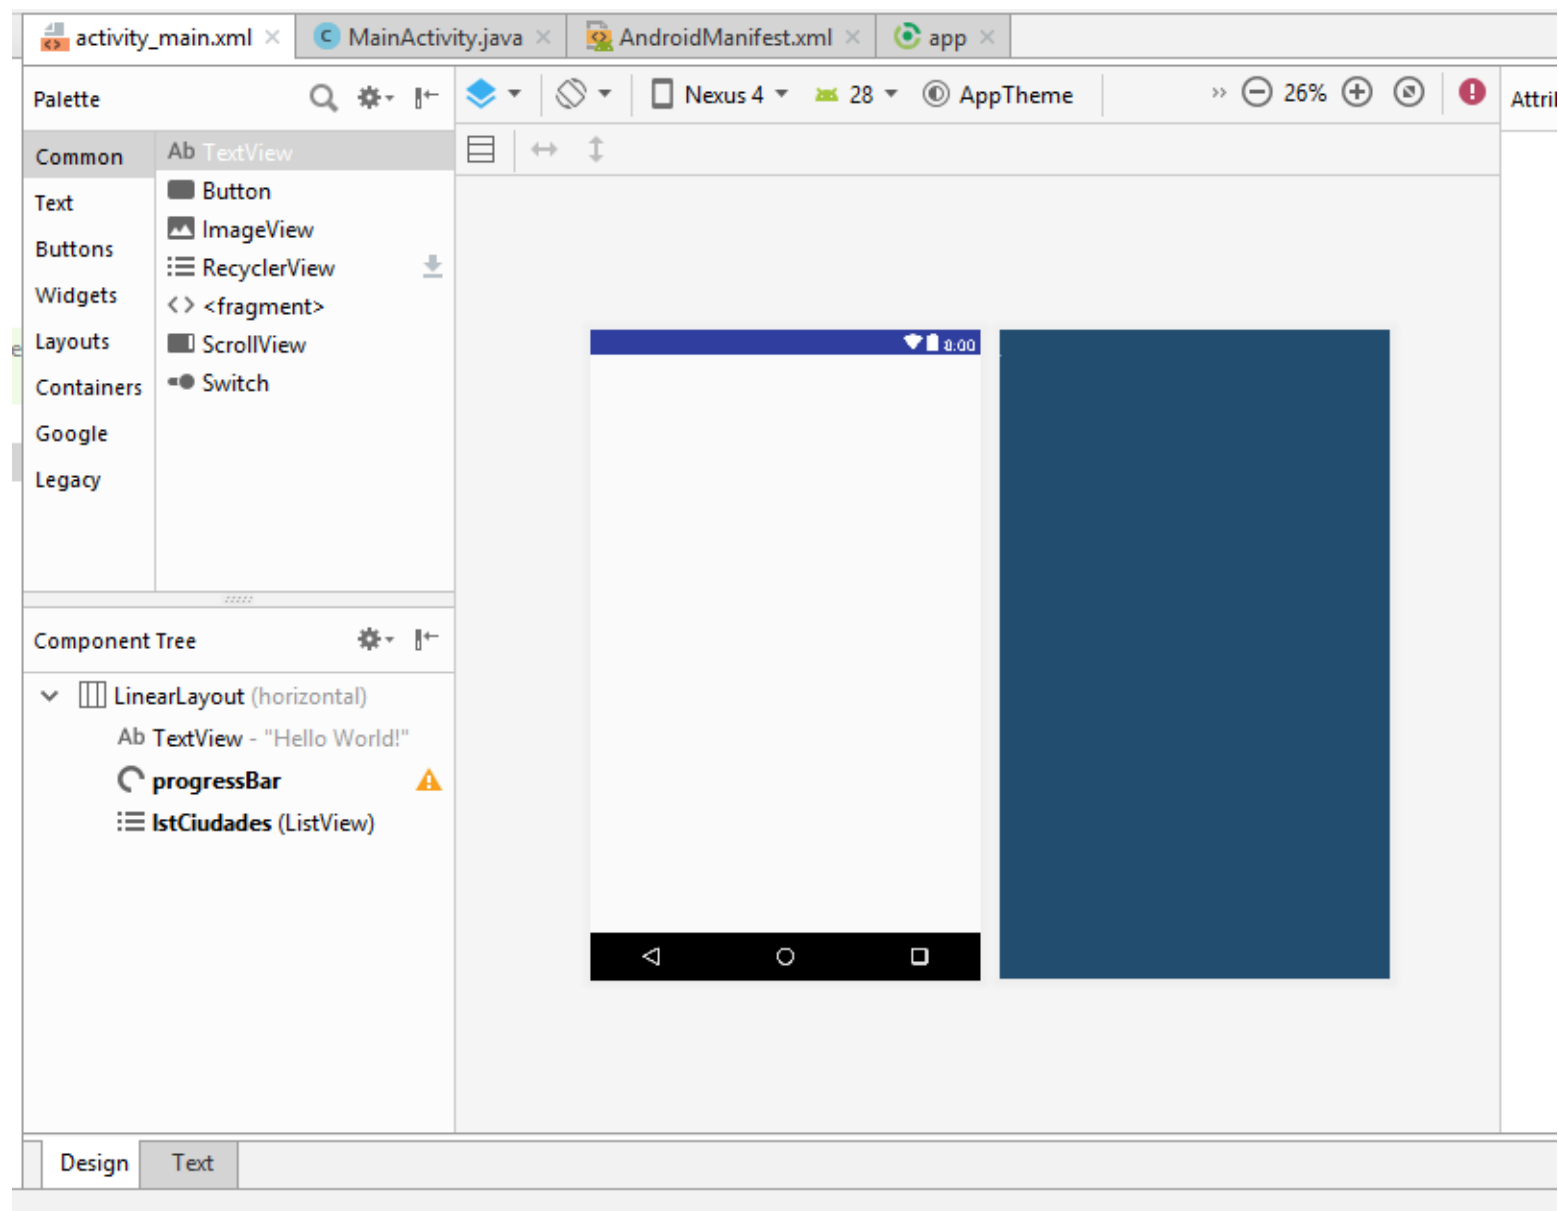 activity_main.xml
C MainActivity.java
AndroidManifest.xml
app
Palette
Nexus 4
28
AppTheme
26%
Attri
Common
Text
Buttons
Widgets
Layouts
Containers
Google
Legacy
Ab TextView
Button
ImageView
RecyclerView
<fragment>
ScrollView
Switch
e
8:00
Component Tree
LinearLayout (horizontal)
Ab TextView - "Hello World!"
progressBar
lstCiudades (ListView)
Design
Text